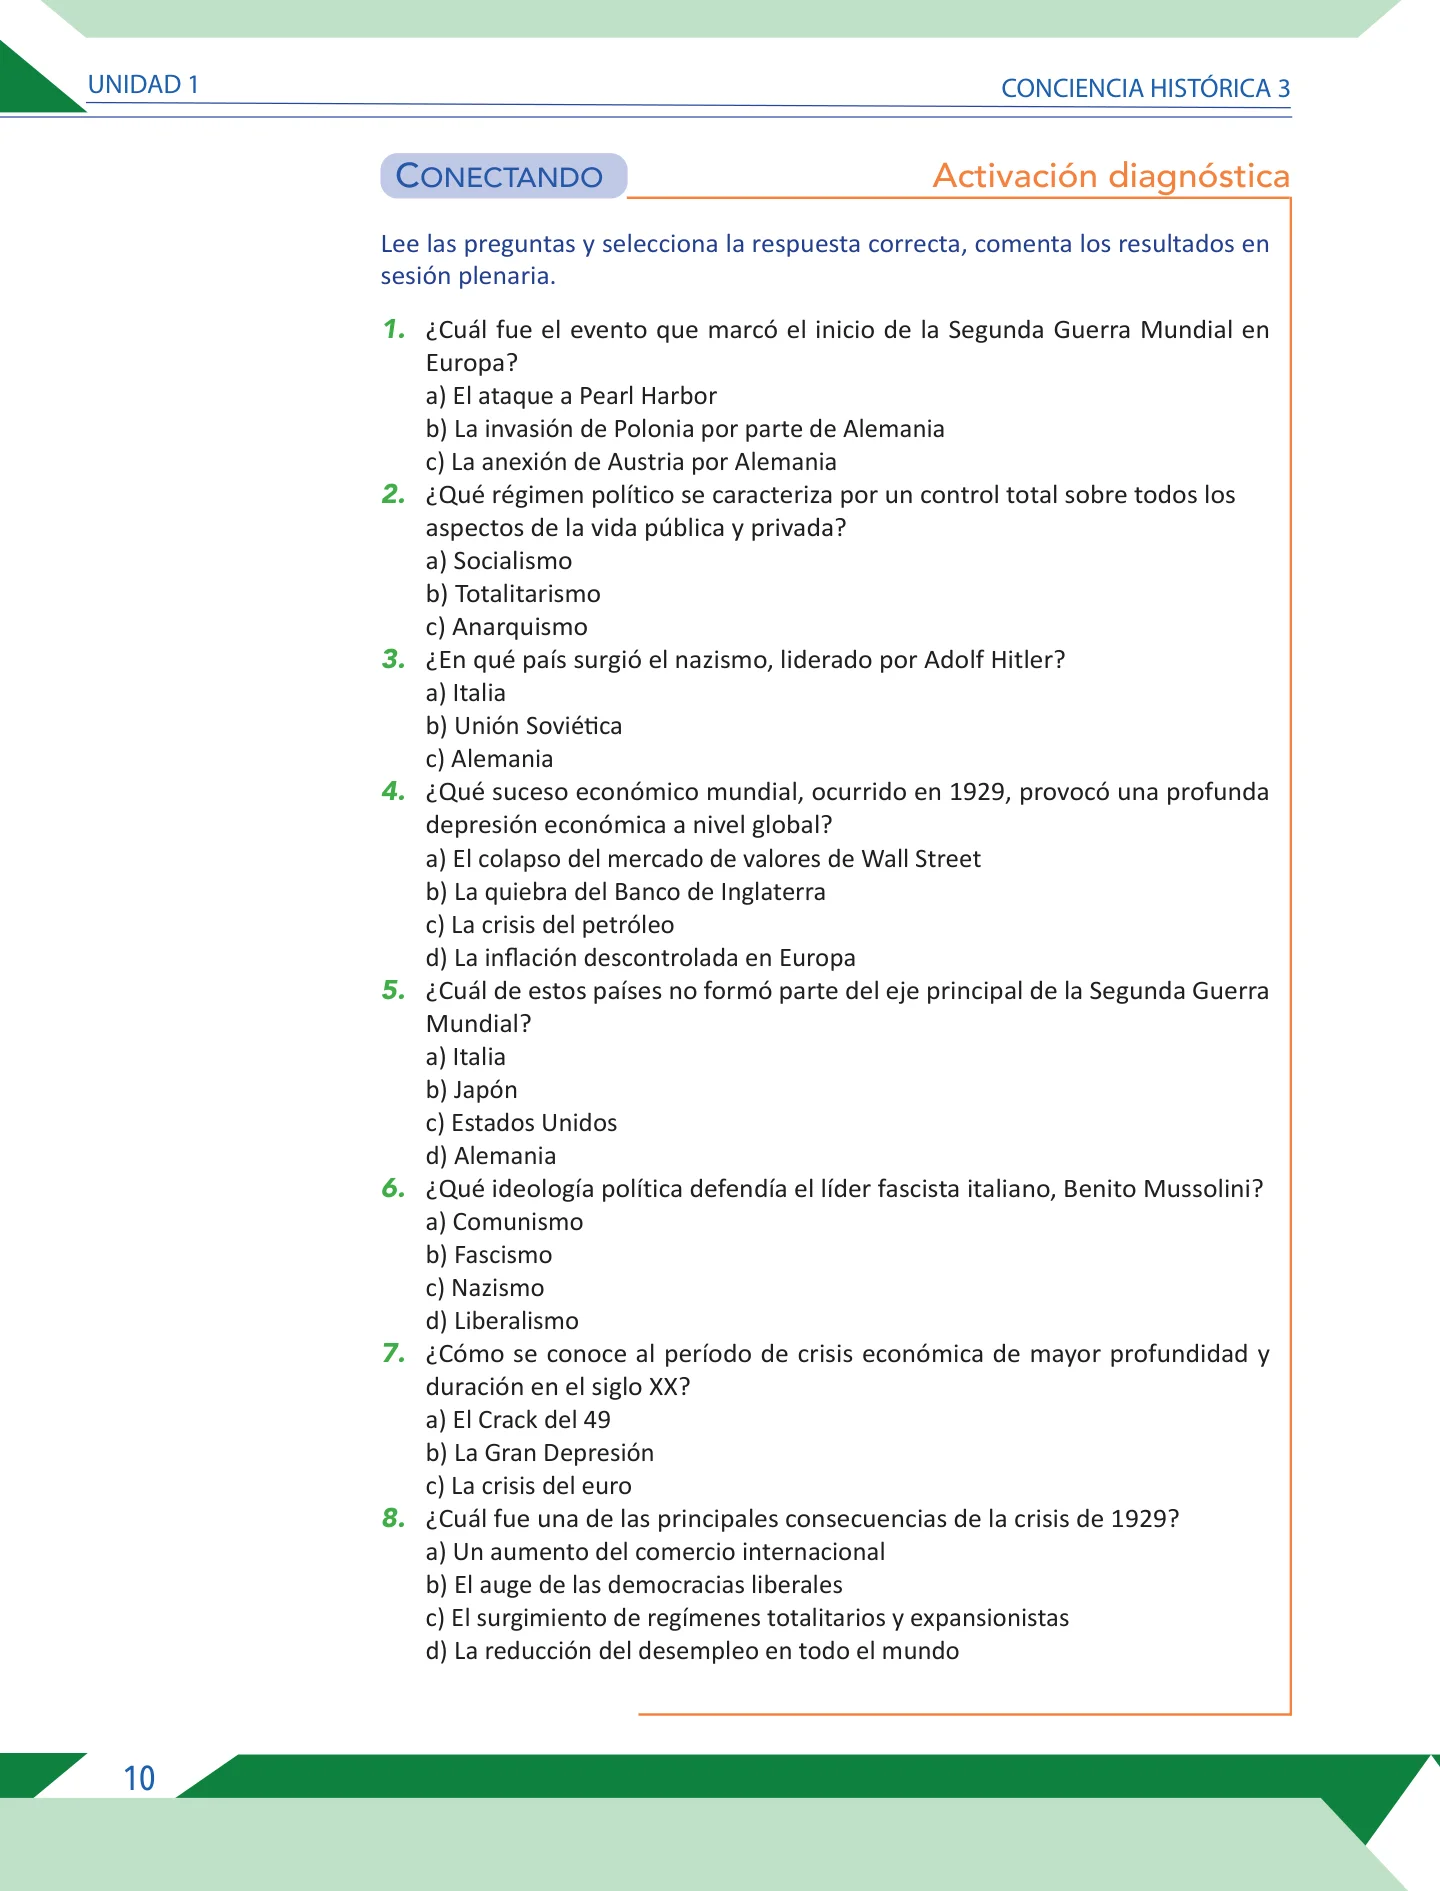 UNIDAD 1
CONCIENCIA HISTÓRICA 3
CONECTANDO
Activación diagnóstica
Lee las preguntas y selecciona la respuesta correcta, comenta los resultados en
sesión plenaria.
1. ¿Cuál fue el evento que marcó el inicio de la Segunda Guerra Mundial en
Europa?
a) El ataque a Pearl Harbor
b) La invasión de Polonia por parte de Alemania
c) La anexión de Austria por Alemania
2. ¿Qué régimen político se caracteriza por un control total sobre todos los
aspectos de la vida pública y privada?
a) Socialismo
b) Totalitarismo
c) Anarquismo
3. ¿En qué país surgió el nazismo, liderado por Adolf Hitler?
a) Italia
b) Unión Soviética
c) Alemania
4. ¿Qué suceso económico mundial, ocurrido en 1929, provocó una profunda
depresión económica a nivel global?
a) El colapso del mercado de valores de Wall Street
b) La quiebra del Banco de Inglaterra
c) La crisis del petróleo
d) La inflación descontrolada en Europa
5. ¿Cuál de estos países no formó parte del eje principal de la Segunda Guerra
Mundial?
a) Italia
b) Japón
c) Estados Unidos
d) Alemania
6. ¿Qué ideología política defendía el líder fascista italiano, Benito Mussolini?
a) Comunismo
b) Fascismo
c) Nazismo
d) Liberalismo
7. ¿Cómo se conoce al período de crisis económica de mayor profundidad y
duración en el siglo XX?
a) El Crack del 49
b) La Gran Depresión
c) La crisis del euro
8. ¿Cuál fue una de las principales consecuencias de la crisis de 1929?
a) Un aumento del comercio internacional
b) El auge de las democracias liberales
c) El surgimiento de regímenes totalitarios y expansionistas
d) La reducción del desempleo en todo el mundo
10